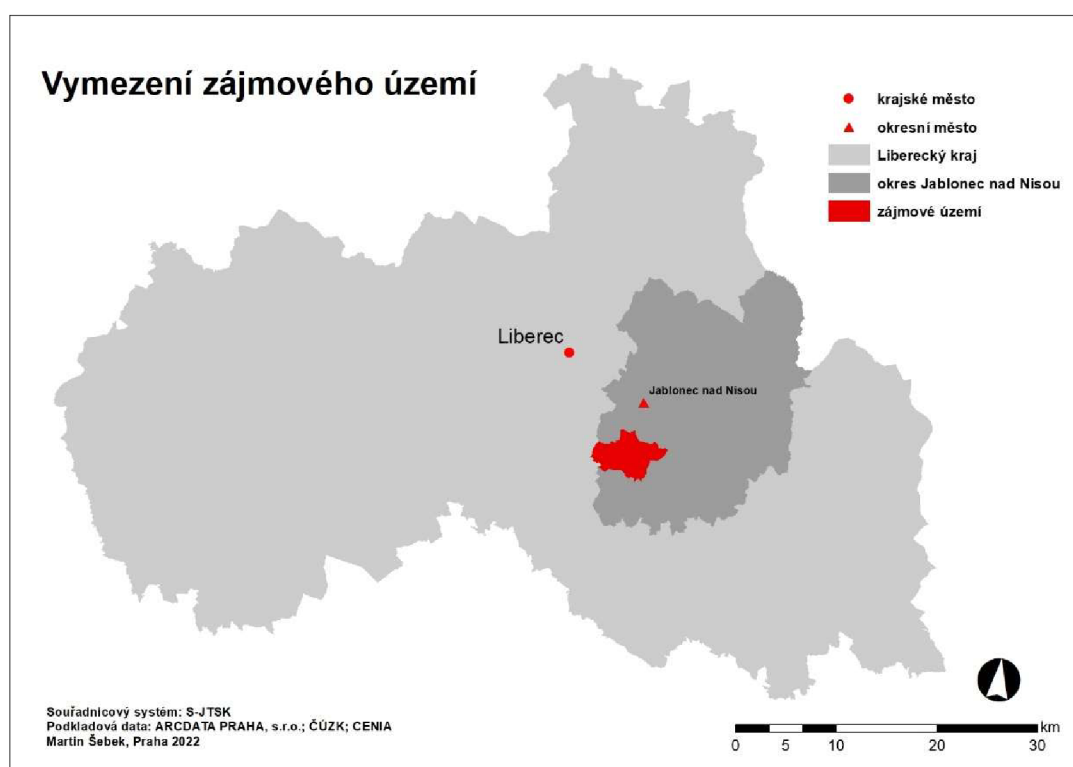 Vymezení zájmového území
krajské město
okresní město
Liberecký kraj
okres Jablonec nad Nisou
zájmové území
Liberec
Jablonec nad Nisou
Souřadnicový systém: S-JTSK
Podkladová data: ARCDATA PRAHA, s.r.o.; ČÚZK; CENIA
Martin Šebek, Praha 2022
km
0 5 10 20 30